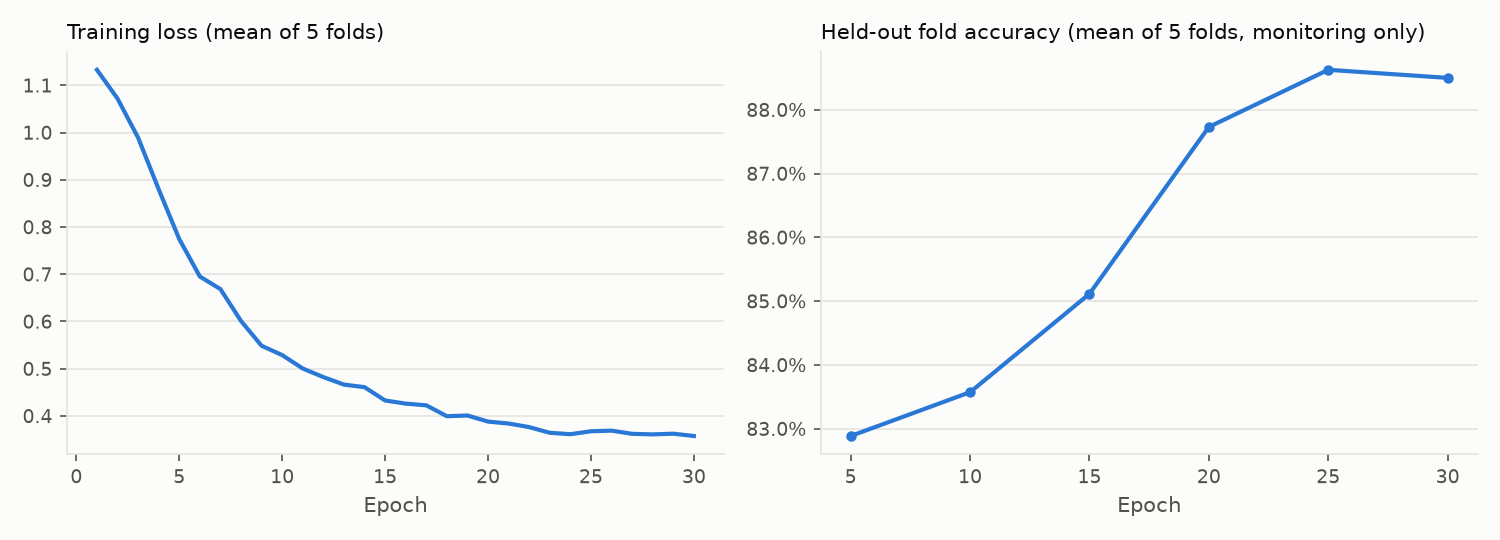 Training loss (mean of 5 folds)
1.1
1.0
0.9
0.8
0.7
0.6
0.5
0.4
0 5 10 15 20 25 30
Epoch
Held-out fold accuracy (mean of 5 folds, monitoring only)
88.0%
87.0%
86.0%
85.0%
84.0%
83.0%
5 10 15 20 25 30
Epoch